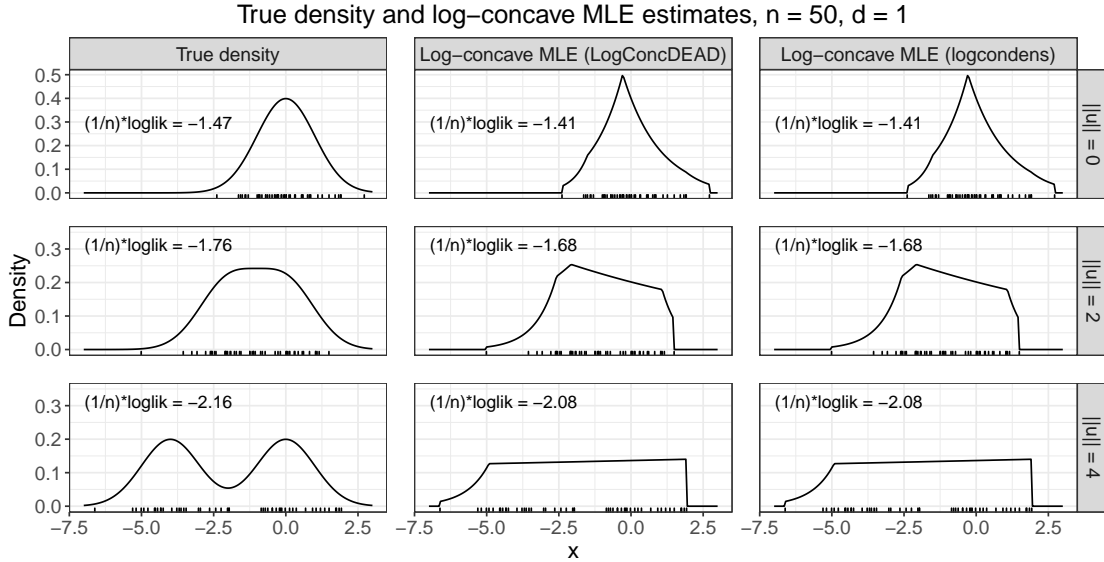 True density and log−concave MLE estimates, n = 50, d = 1
True density
Log−concave MLE (LogConcDEAD)
Log−concave MLE (logcondens)
0.5
0.4
0.3
0.2
0.1
0.0
(1/n)*loglik = −1.47
(1/n)*loglik = −1.41
(1/n)*loglik = −1.41
||u|| = 0
Density
0.3
0.2
0.1
0.0
(1/n)*loglik = −1.76
(1/n)*loglik = −1.68
(1/n)*loglik = −1.68
||u|| = 2
0.3
0.2
0.1
0.0
(1/n)*loglik = −2.16
(1/n)*loglik = −2.08
(1/n)*loglik = −2.08
||u|| = 4
−7.5 −5.0 −2.5 0.0 2.5 −7.5 −5.0 −2.5 0.0 2.5 −7.5 −5.0 −2.5 0.0 2.5
x